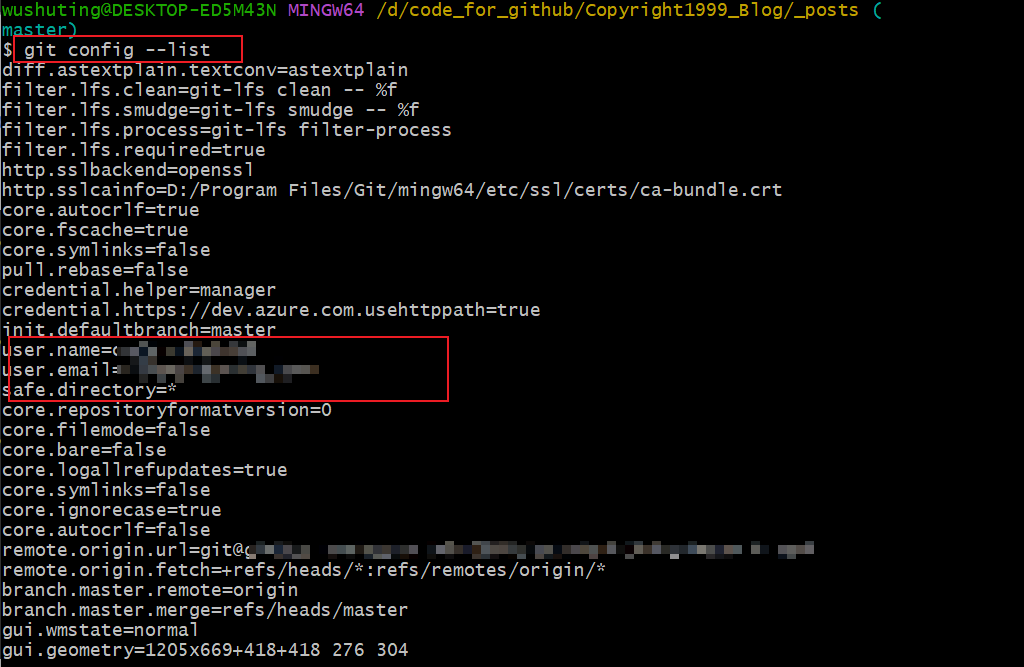 wushuting@DESKTOP-ED5M43N MINGW64 /d/code_for_github/Copyright1999_Blog/_posts (
master)
$ git config --list
diff.astextplain.textconv=astextplain
filter.lfs.clean=git-lfs clean -- %f
filter.lfs.smudge=git-lfs smudge -- %f
filter.lfs.process=git-lfs filter-process
filter.lfs.required=true
http.sslbackend=openssl
http.sslcainfo=D:/Program Files/Git/mingw64/etc/ssl/certs/ca-bundle.crt
core.autocrlf=true
core.fscache=true
core.symlinks=false
pull.rebase=false
credential.helper=manager
credential.https://dev.azure.com.usehttppath=true
init.defaultbranch=master
user.name=
user.email=
safe.directory=*
core.repositoryformatversion=0
core.filemode=false
core.bare=false
core.logallrefupdates=true
core.symlinks=false
core.ignorecase=true
core.autocrlf=false
remote.origin.url=git@
remote.origin.fetch=+refs/heads/*:refs/remotes/origin/*
branch.master.remote=origin
branch.master.merge=refs/heads/master
gui.wmstate=normal
gui.geometry=1205x669+418+418 276 304